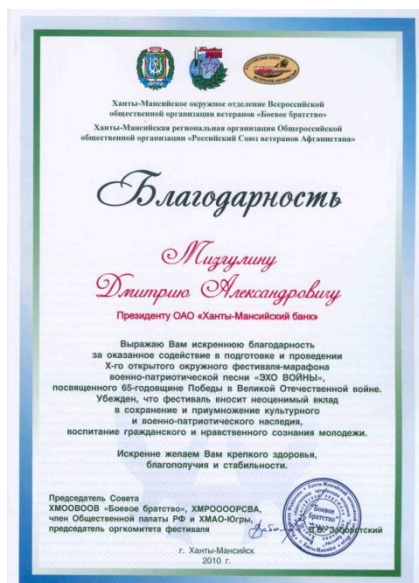 Ханты-Мансийское окружное отделение Всероссийской
общественной организации ветеранов «Боевое братство»
Ханты-Мансийская региональная организация Общероссийской
общественной организации «Российский Союз ветеранов Афганистана»
Благодарность
Мизгулину
Дмитрию Александровичу
Президенту ОАО «Ханты-Мансийский банк»
Выражаю Вам искреннюю благодарность
за оказанное содействие в подготовке и проведении
X-го открытого окружного фестиваля-марафона
военно-патриотической песни «ЭХО ВОЙНЫ»,
посвященного 65-годовщине Победы в Великой Отечественной войне.
Убежден, что фестиваль вносит неоценимый вклад
в сохранение и приумножение культурного
и военно-патриотического наследия,
воспитание гражданского и нравственного сознания молодежи.
Искренне желаем Вам крепкого здоровья,
благополучия и стабильности.
Председатель Совета
ХМООВООВ «Боевое братство», ХМРОООРСВА,
член Общественной палаты РФ и ХМАО-Югры,
председатель оргкомитета фестиваля
«Боевое
братство»
г. Ханты-Мансийск
2010 г.